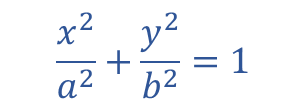 x²/a² + y²/b² = 1